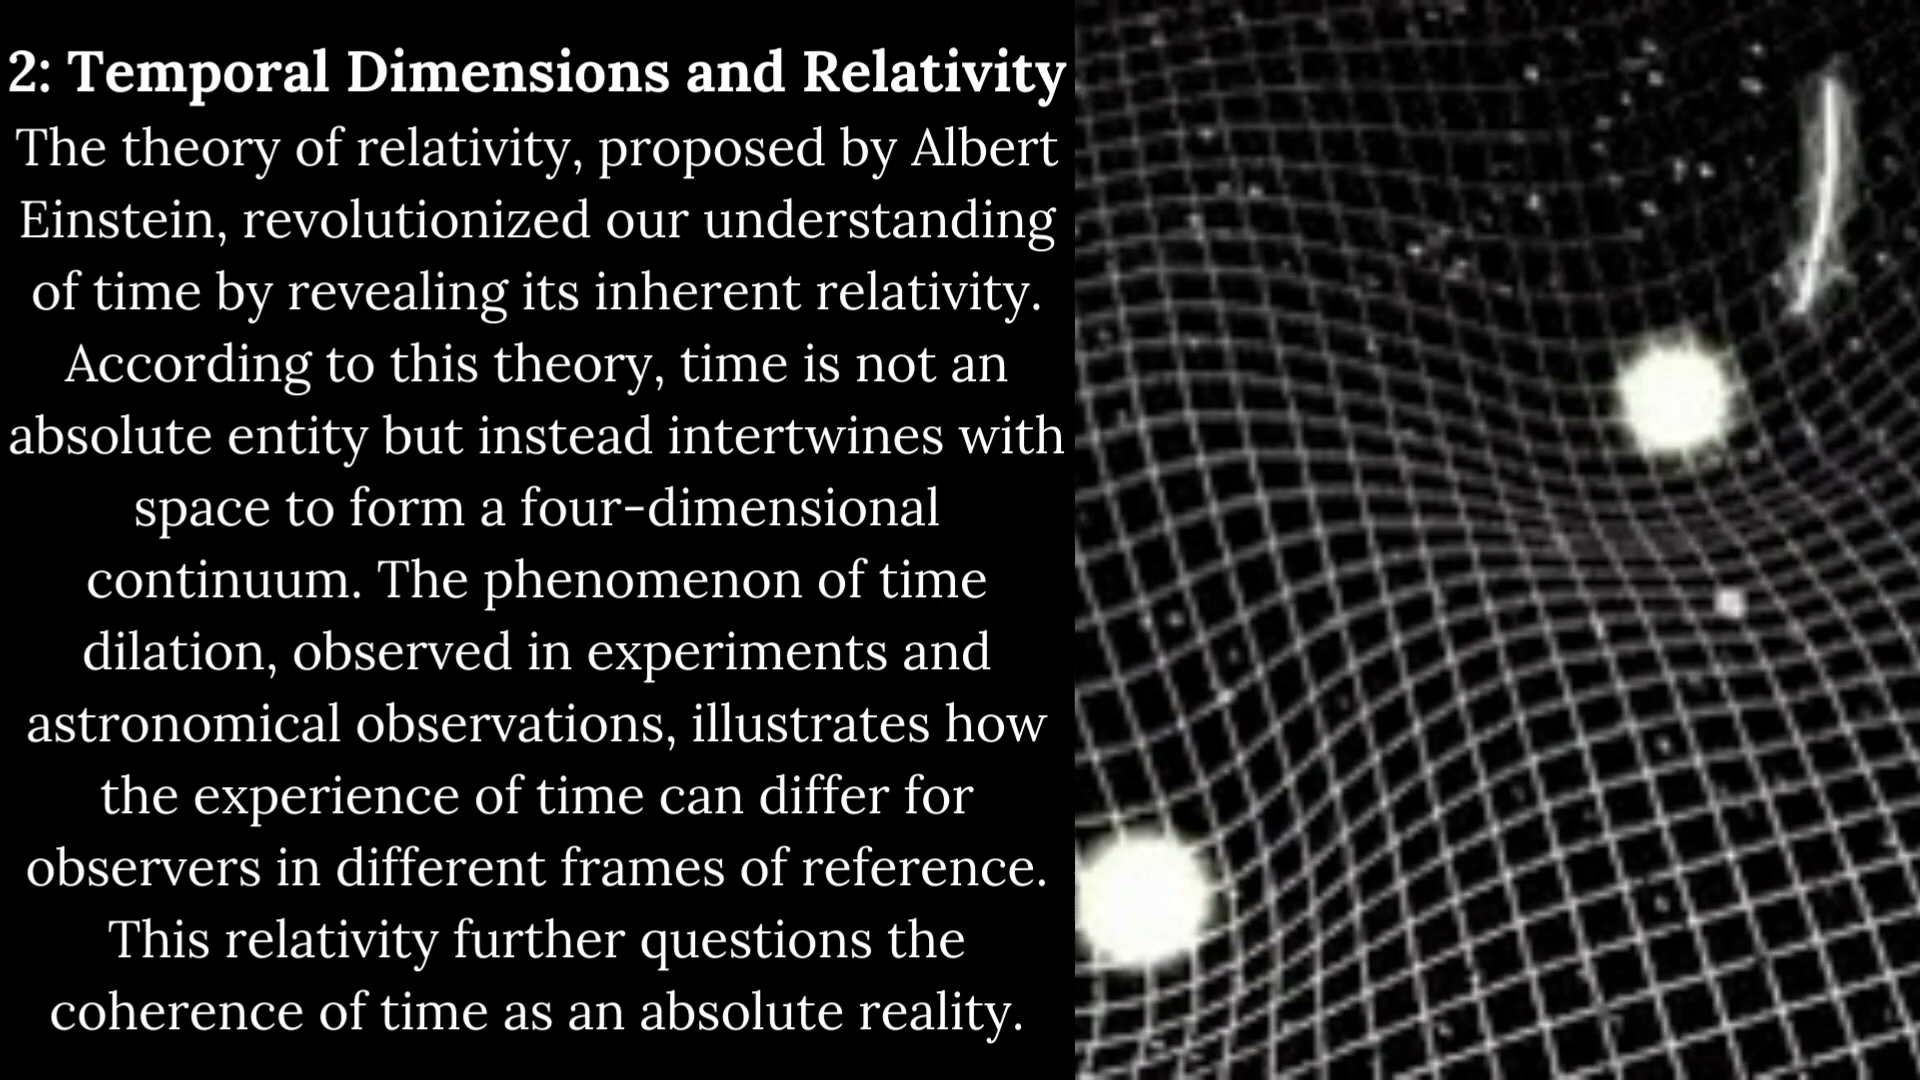 2: Temporal Dimensions and Relativity
The theory of relativity, proposed by Albert
Einstein, revolutionized our understanding
of time by revealing its inherent relativity.
According to this theory, time is not an
absolute entity but instead intertwines with
space to form a four-dimensional
continuum. The phenomenon of time
dilation, observed in experiments and
astronomical observations, illustrates how
the experience of time can differ for
observers in different frames of reference.
This relativity further questions the
coherence of time as an absolute reality.